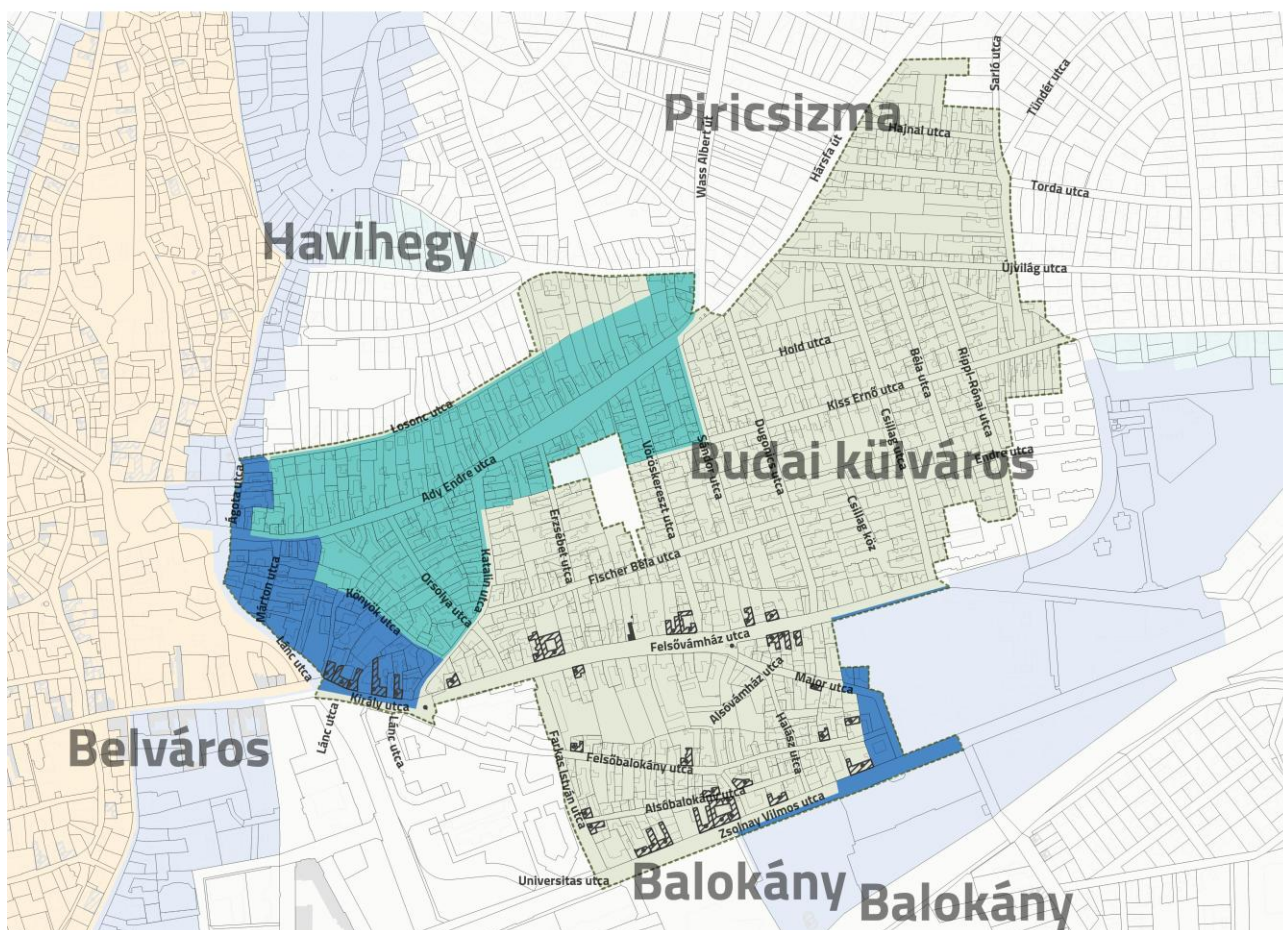 Sarló utca
Tündér utca
Piricsizma
Hajnal utca
Wass Albert út
Hársfa út
Torda utca
Havihegy
Újvilág utca
Hold utca
Béla utca
Rippl-Rónai utca
Kiss Ernő utca
Losonc utca
Dugonics utca
Csillag utca
Sándor utca
Vöröskereszt utca
Budai külváros
Endre utca
Ágota utca
Ady Endre utca
Csillag köz
Erzsébet utca
Katalin utca
Fischer Béla utca
Orsolya utca
Márton utca
Könyök utca
Felsővámház utca
Lánc utca
Major utca
Alsóvámház utca
Király utca
Halász utca
Lánc utca
Lánc utca
Belváros
Farkas István utca
Felsőbalokány utca
Alsóbalokány utca
Zsolnay Vilmos utca
Universitas utca
Balokány
Balokány